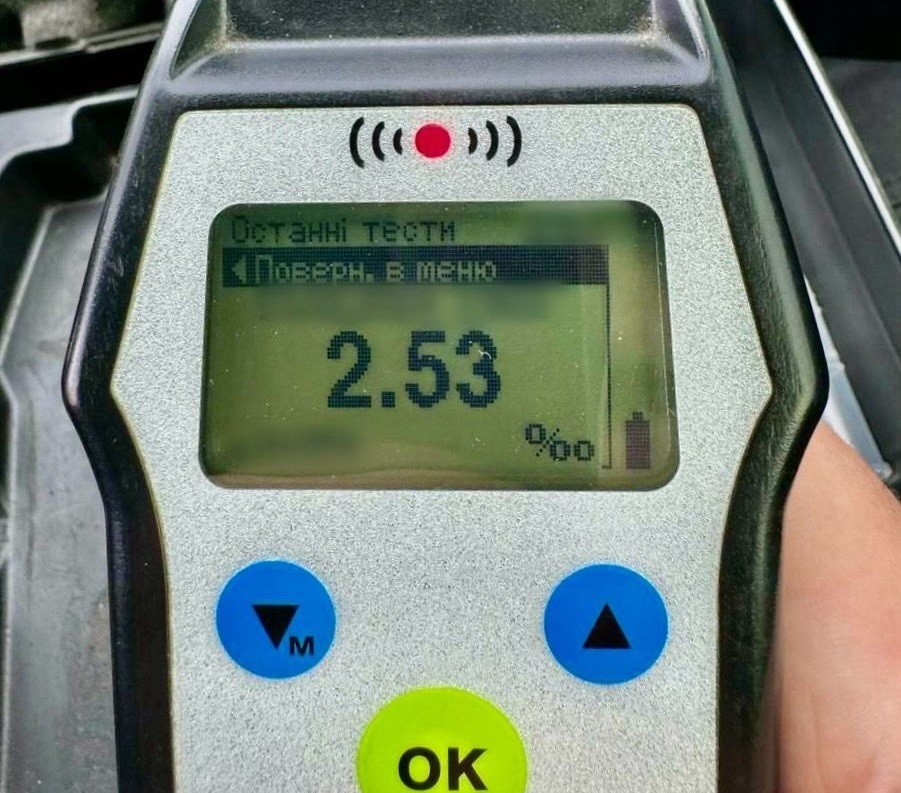 Останні тести
Поверн. в меню
2.53
‰
M
OK